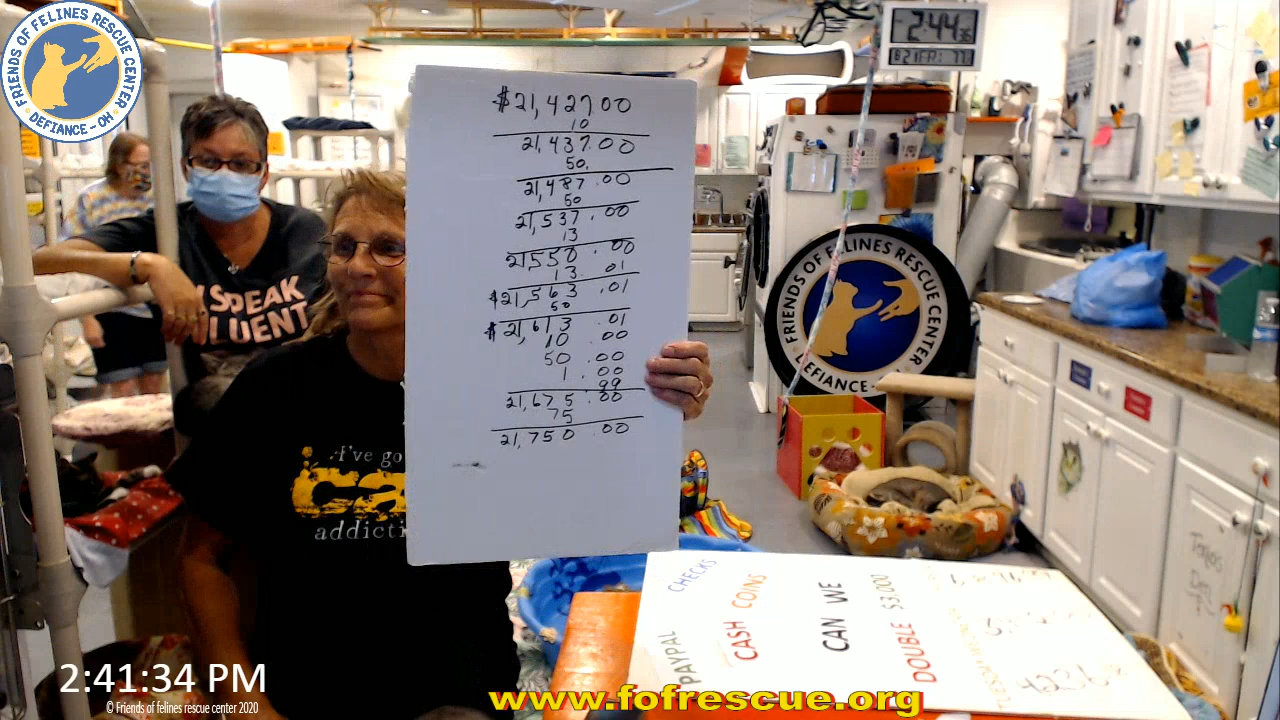 FRIENDS OF FELINES RESCUE CENTER
DEFIANCE - OH
2:44 35
$21,427.00
10
21,437.00
50.
21,487.00
50
21,537.00
13
21,550.00
13.01
$21,563.01
50
$21,613.01
10.00
50.00
1.00
99
21,675.00
75
21,750.00
SPEAK
LUENT
I've go
ca
addicti
FRIENDS OF FELINES RESCUE CENTER
DEFIANCE-
CHECKS
PAYPAL
CASH COINS
CAN WE
DOUBLE $3,000
2:41:34 PM
© Friends of felines rescue center 2020
www.fofrescue.org